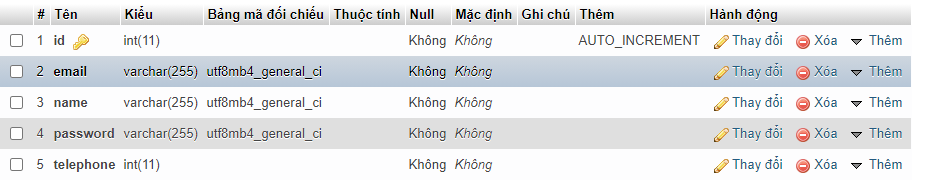 # Tên Kiểu Bảng mã đối chiếu Thuộc tính Null Mặc định Ghi chú Thêm Hành động
1 id int(11) Không Không AUTO_INCREMENT Thay đổi Xóa Thêm
2 email varchar(255) utf8mb4_general_ci Không Không Thay đổi Xóa Thêm
3 name varchar(255) utf8mb4_general_ci Không Không Thay đổi Xóa Thêm
4 password varchar(255) utf8mb4_general_ci Không Không Thay đổi Xóa Thêm
5 telephone int(11) Không Không Thay đổi Xóa Thêm